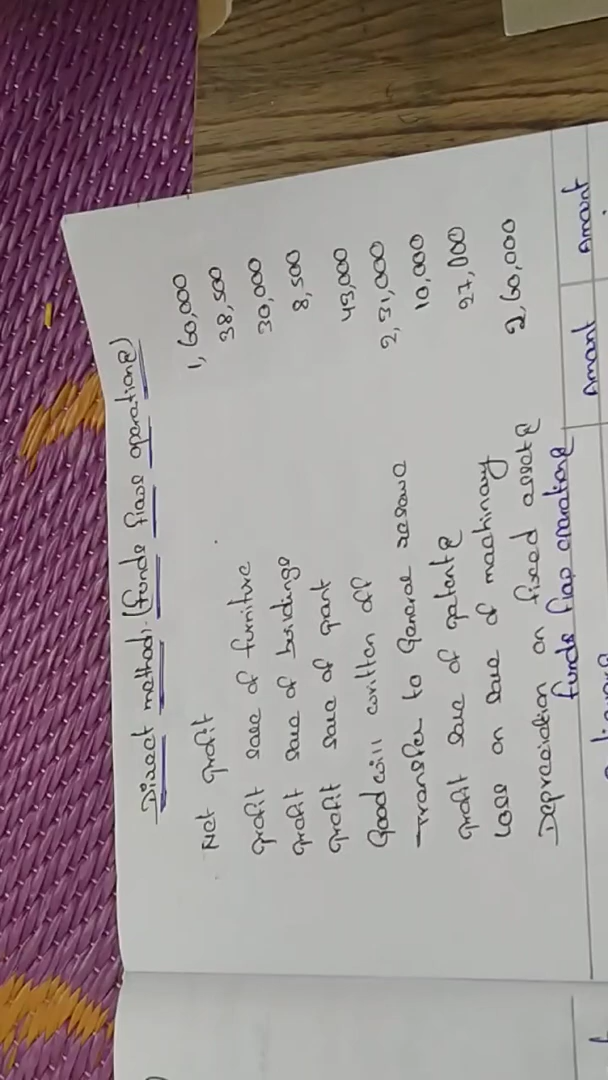 Direct method. (funds flow operations)
Net profit 1,60,000
profit sale of furniture 38,500
profit sale of buildings 30,000
profit sale of plant 8,500
Goodwill written off 43,000
Transfer to General reserve 2,31,000
profit sale of patents 10,000
Loss on sale of machinary 27,000
Depreciation on fixed assets 2,60,000
funds flow operations
Amount Amount